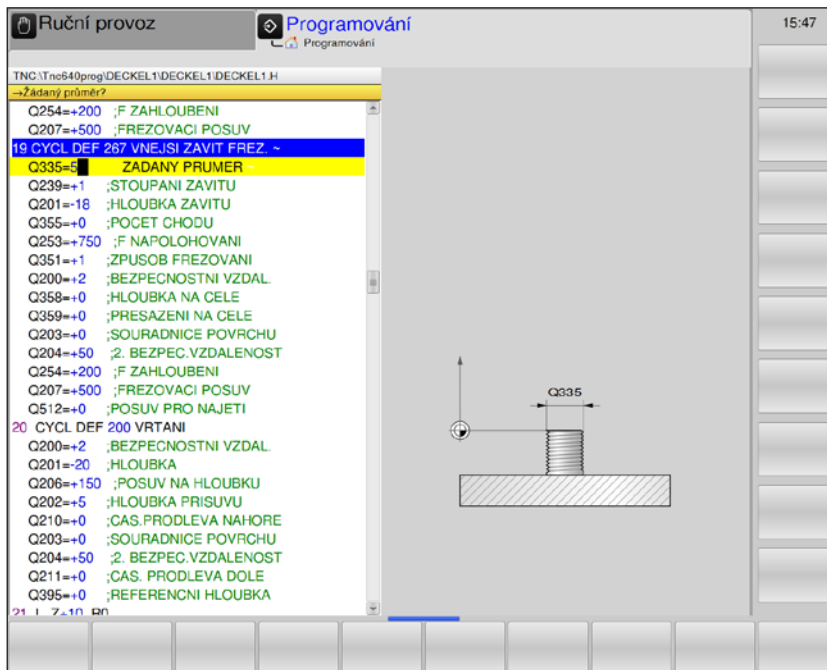 Ruční provoz
Programování
Programování
15:47
TNC:\Tnc640prog\DECKEL1\DECKEL1\DECKEL1.H
→Žádaný průměr?
Q254=+200 ;F ZAHLOUBENI
Q207=+500 ;FREZOVACI POSUV
19 CYCL DEF 267 VNEJSI ZAVIT FREZ. ~
Q335=5 ZADANY PRUMER ~
Q239=+1 ;STOUPANI ZAVITU
Q201=-18 ;HLOUBKA ZAVITU
Q355=+0 ;POCET CHODU
Q253=+750 ;F NAPOLOHOVANI
Q351=+1 ;ZPUSOB FREZOVANI
Q200=+2 ;BEZPECNOSTNI VZDAL.
Q358=+0 ;HLOUBKA NA CELE
Q359=+0 ;PRESAZENI NA CELE
Q203=+0 ;SOURADNICE POVRCHU
Q204=+50 ;2. BEZPEC.VZDALENOST
Q254=+200 ;F ZAHLOUBENI
Q207=+500 ;FREZOVACI POSUV
Q512=+0 ;POSUV PRO NAJETI
20 CYCL DEF 200 VRTANI
Q200=+2 ;BEZPECNOSTNI VZDAL.
Q201=-20 ;HLOUBKA
Q206=+150 ;POSUV NA HLOUBKU
Q202=+5 ;HLOUBKA PRISUVU
Q210=+0 ;CAS.PRODLEVA NAHORE
Q203=+0 ;SOURADNICE POVRCHU
Q204=+50 ;2. BEZPEC.VZDALENOST
Q211=+0 ;CAS. PRODLEVA DOLE
Q395=+0 ;REFERENCNI HLOUBKA
21 L Z+10 R0
Q335